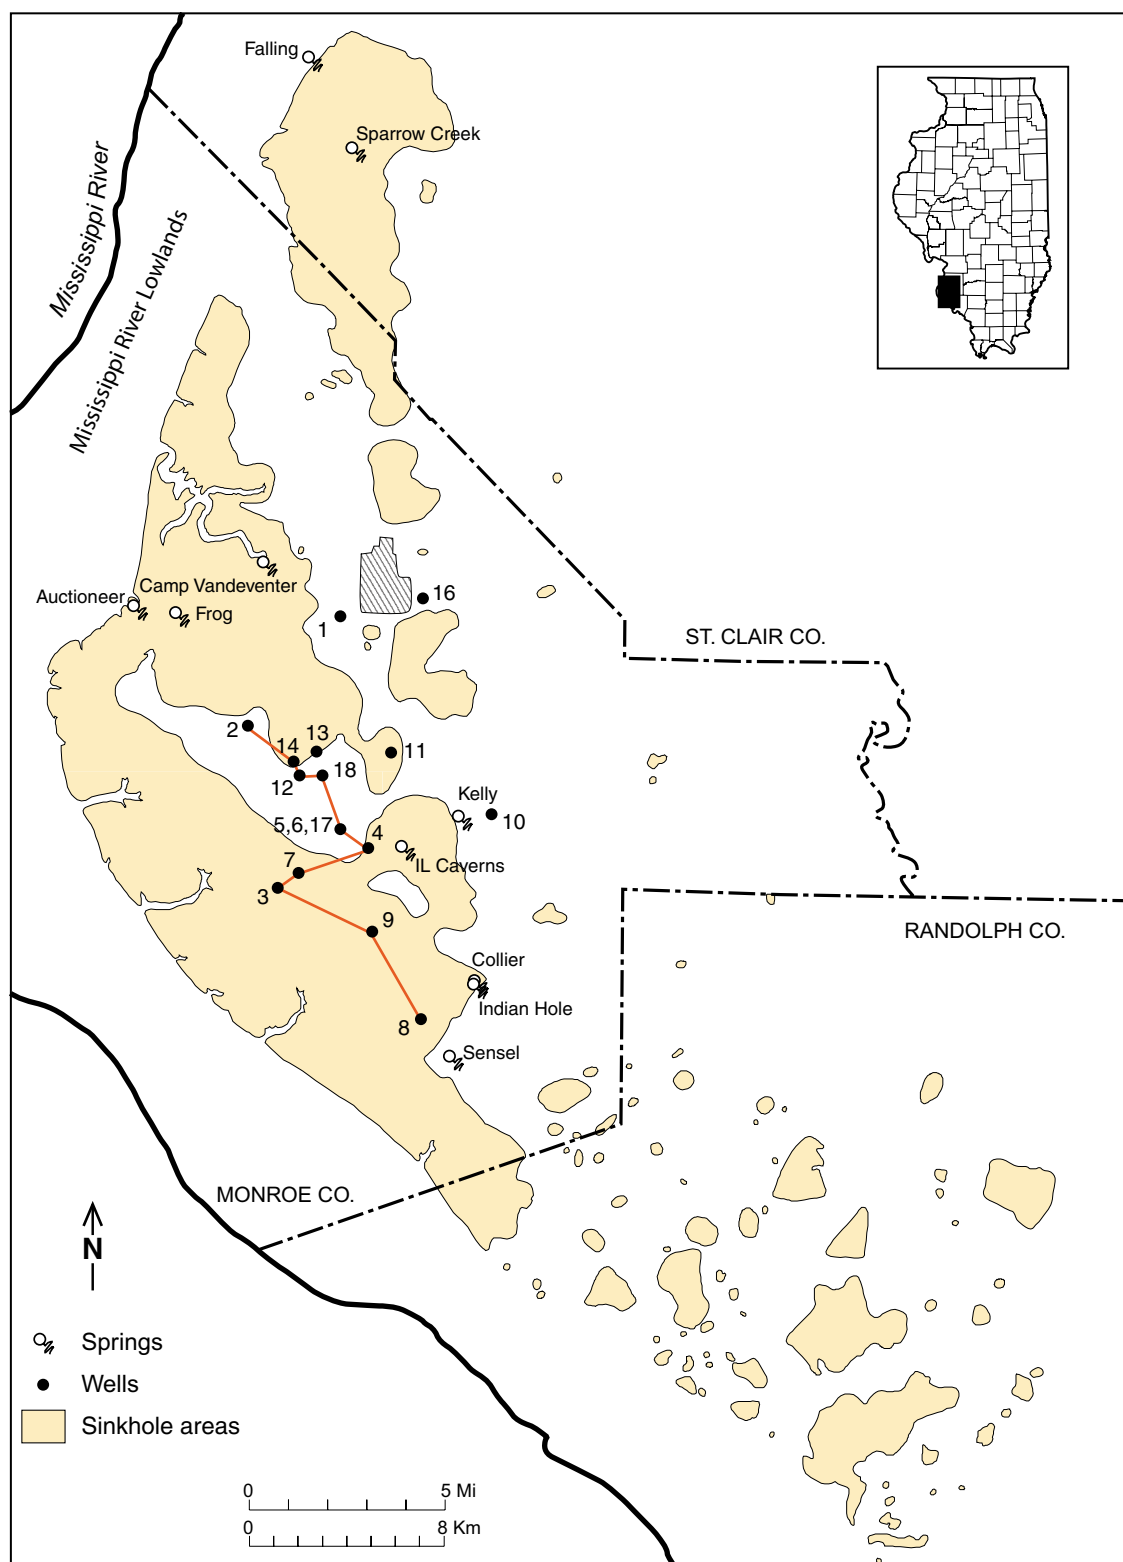 Falling
Sparrow Creek
Mississippi River
Mississippi River Lowlands
Camp Vandeventer
Auctioneer
Frog
16
1
ST. CLAIR CO.
2
13
14
11
18
12
Kelly
5,6,17
4
10
IL Caverns
7
3
9
RANDOLPH CO.
Collier
Indian Hole
8
Sensel
MONROE CO.
N
Springs
Wells
Sinkhole areas
0 5 Mi
0 8 Km